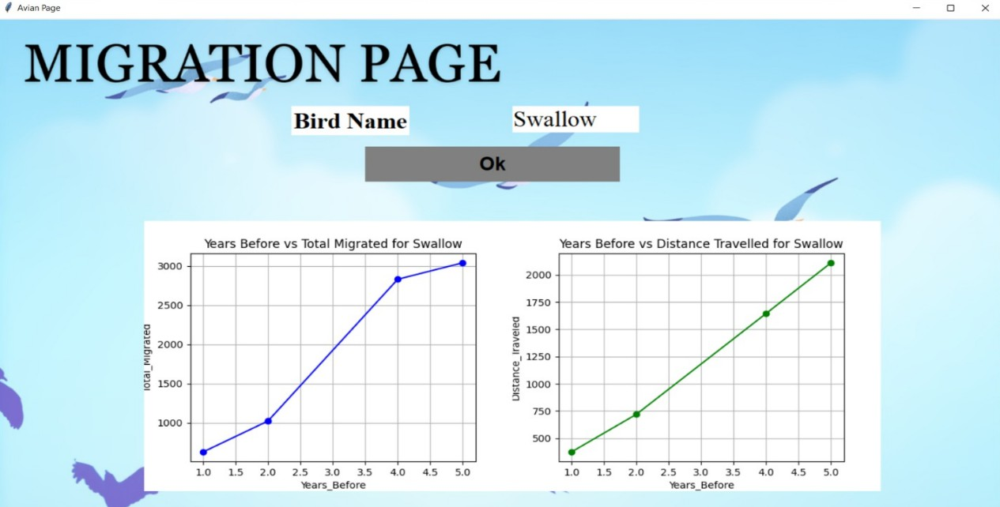 Avian Page
MIGRATION PAGE
Bird Name
Swallow
Ok
Years Before vs Total Migrated for Swallow
3000
2500
2000
1500
1000
Total_Migrated
1.0 1.5 2.0 2.5 3.0 3.5 4.0 4.5 5.0
Years_Before
Years Before vs Distance Travelled for Swallow
2000
1750
1500
1250
1000
750
500
Distance_Traveled
1.0 1.5 2.0 2.5 3.0 3.5 4.0 4.5 5.0
Years_Before